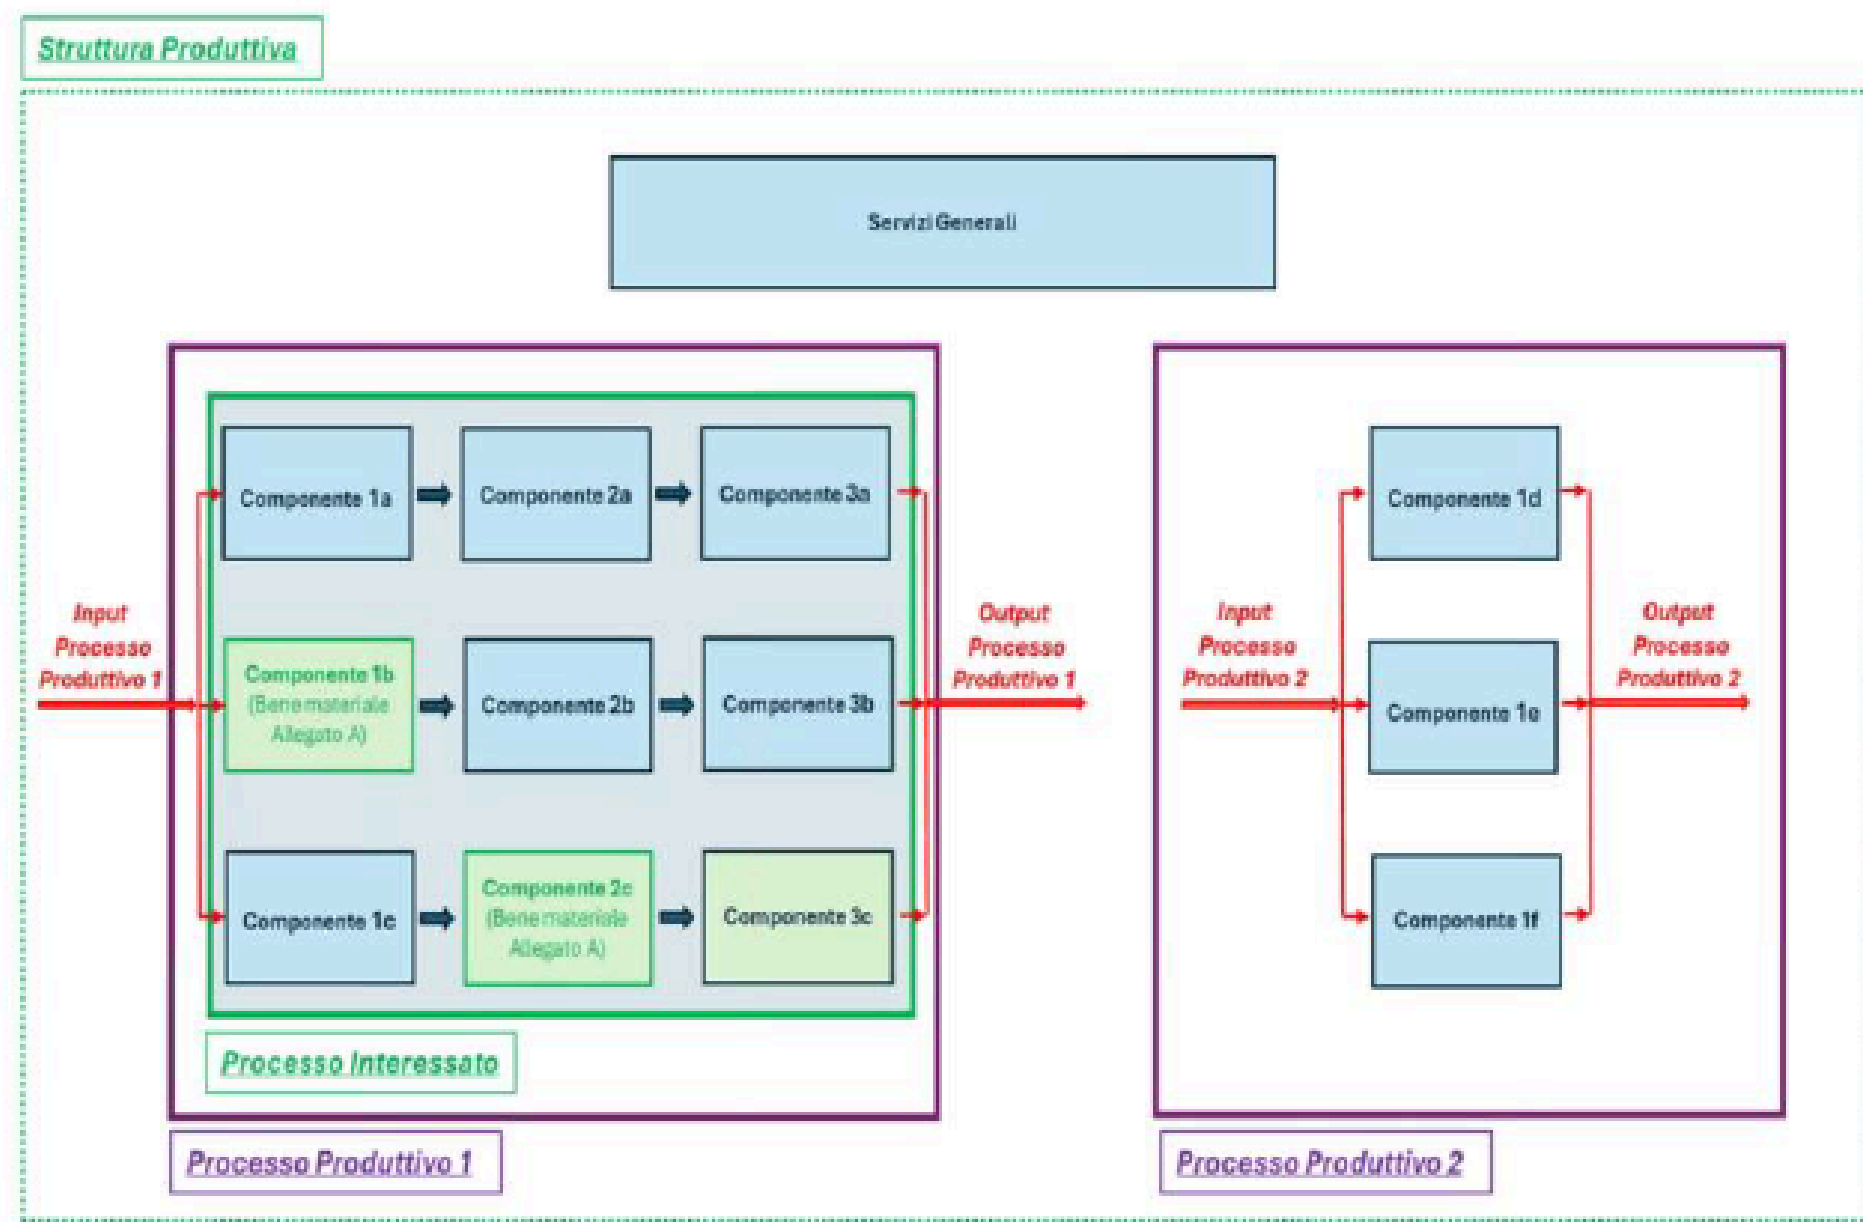 Struttura Produttiva
Servizi Generali
Componente 1a
Componente 2a
Componente 3a
Componente 1d
Input
Processo
Produttivo 1
Componente 1b
(Bene materiale
Allegato A)
Componente 2b
Componente 3b
Output
Processo
Produttivo 1
Input
Processo
Produttivo 2
Componente 1e
Output
Processo
Produttivo 2
Componente 1c
Componente 2c
(Bene materiale
Allegato A)
Componente 3c
Componente 1f
Processo Interessato
Processo Produttivo 1
Processo Produttivo 2